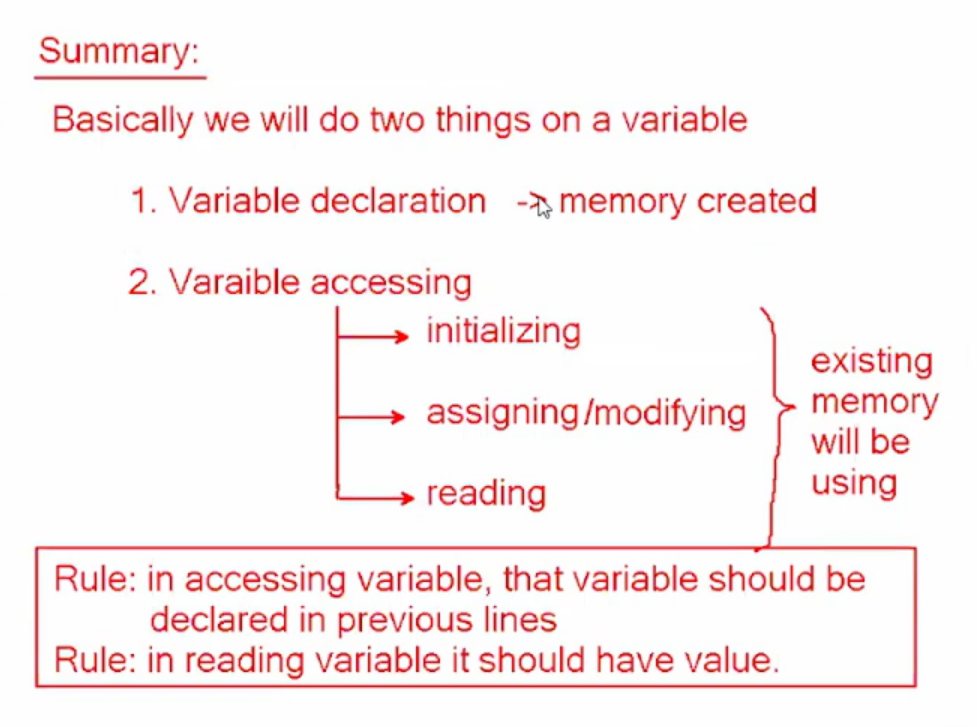 Summary:
Basically we will do two things on a variable
1. Variable declaration -> memory created
2. Varaible accessing
initializing
assigning/modifying
reading
existing
memory
will be
using
Rule: in accessing variable, that variable should be
declared in previous lines
Rule: in reading variable it should have value.